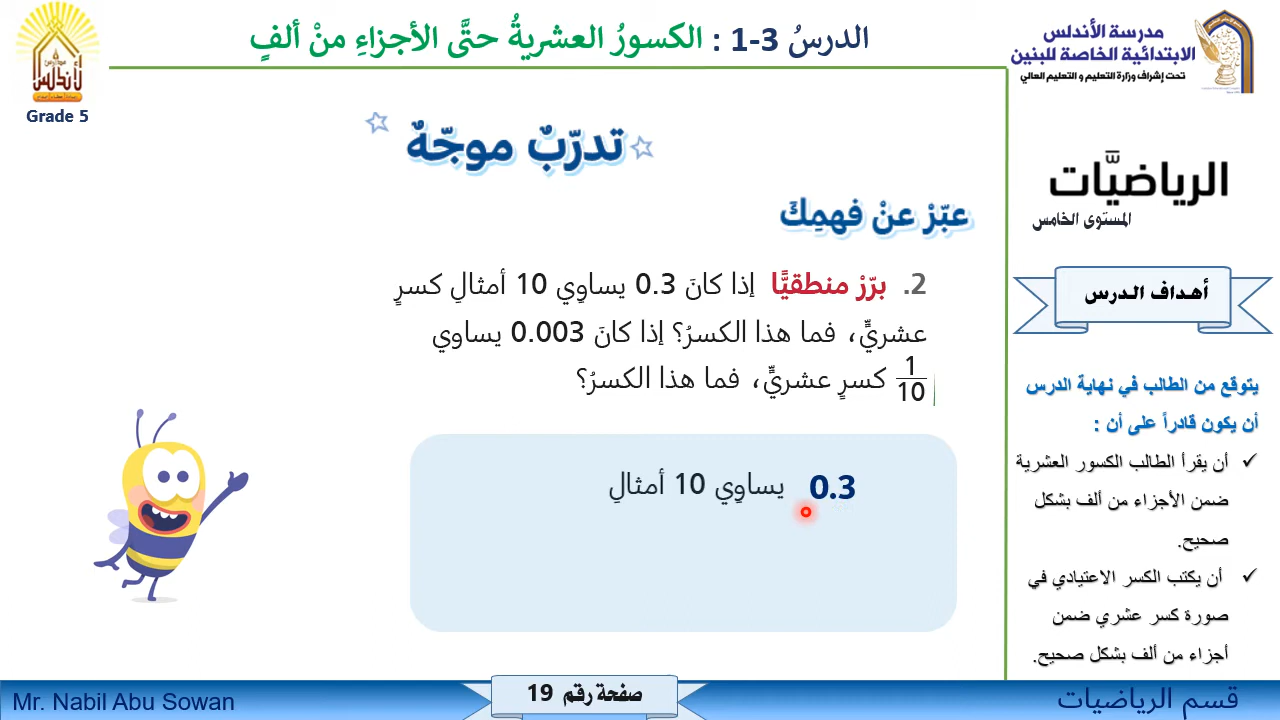 الدرسُ 3-1 : الكسورُ العشريةُ حتَّى الأجزاءِ منْ ألفٍ
مدرسة الأندلس
الابتدائية الخاصة للبنين
تحت إشراف وزارة التعليم و التعليم العالي
Grade 5
تدرّبٌ موجّهٌ
عبّرْ عنْ فهمِكَ
2. برّرْ منطقيًّا إذا كانَ 0.3 يساوِي 10 أمثالِ كسرٍ
عشريٍّ، فما هذا الكسرُ؟ إذا كانَ 0.003 يساوي
1/10 كسرٍ عشريٍّ، فما هذا الكسرُ؟
0.3 يساوِي 10 أمثالِ
الرياضيَّات
المستوى الخامس
أهداف الدرس
يتوقع من الطالب في نهاية الدرس
أن يكون قادراً على أن :
✓ أن يقرأ الطالب الكسور العشرية
ضمن الأجزاء من ألف بشكل
صحيح.
✓ أن يكتب الكسر الاعتيادي في
صورة كسر عشري ضمن
أجزاء من ألف بشكل صحيح.
Mr. Nabil Abu Sowan
صفحة رقم 19
قسم الرياضيات